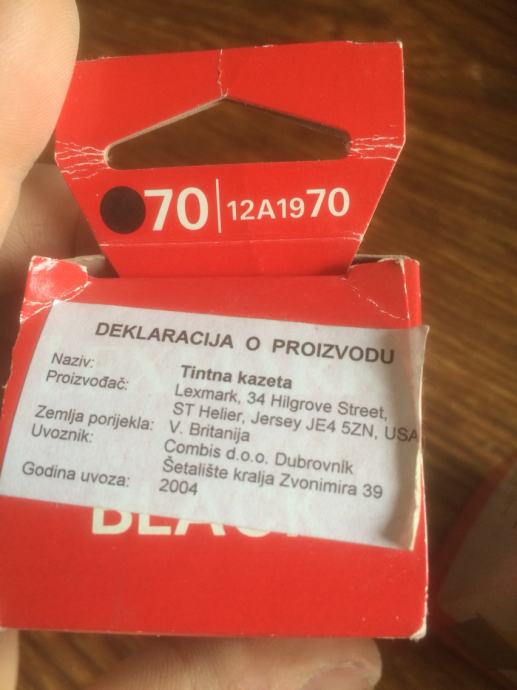 70 | 12A1970
DEKLARACIJA O PROIZVODU
Naziv: Tintna kazeta
Proizvođač: Lexmark, 34 Hilgrove Street,
ST Helier, Jersey JE4 5ZN, USA
Zemlja porijekla: V. Britanija
Uvoznik: Combis d.o.o. Dubrovnik
Šetalište kralja Zvonimira 39
Godina uvoza: 2004